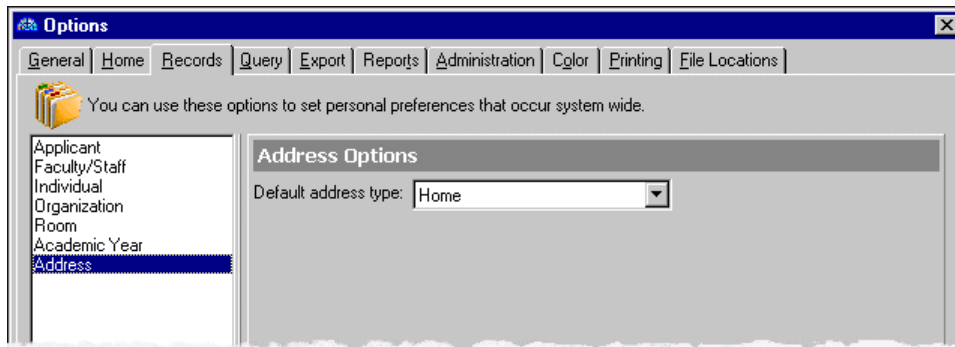 Options
General Home Records Query Export Reports Administration Color Printing File Locations
You can use these options to set personal preferences that occur system wide.
Applicant
Faculty/Staff
Individual
Organization
Room
Academic Year
Address
Address Options
Default address type: Home